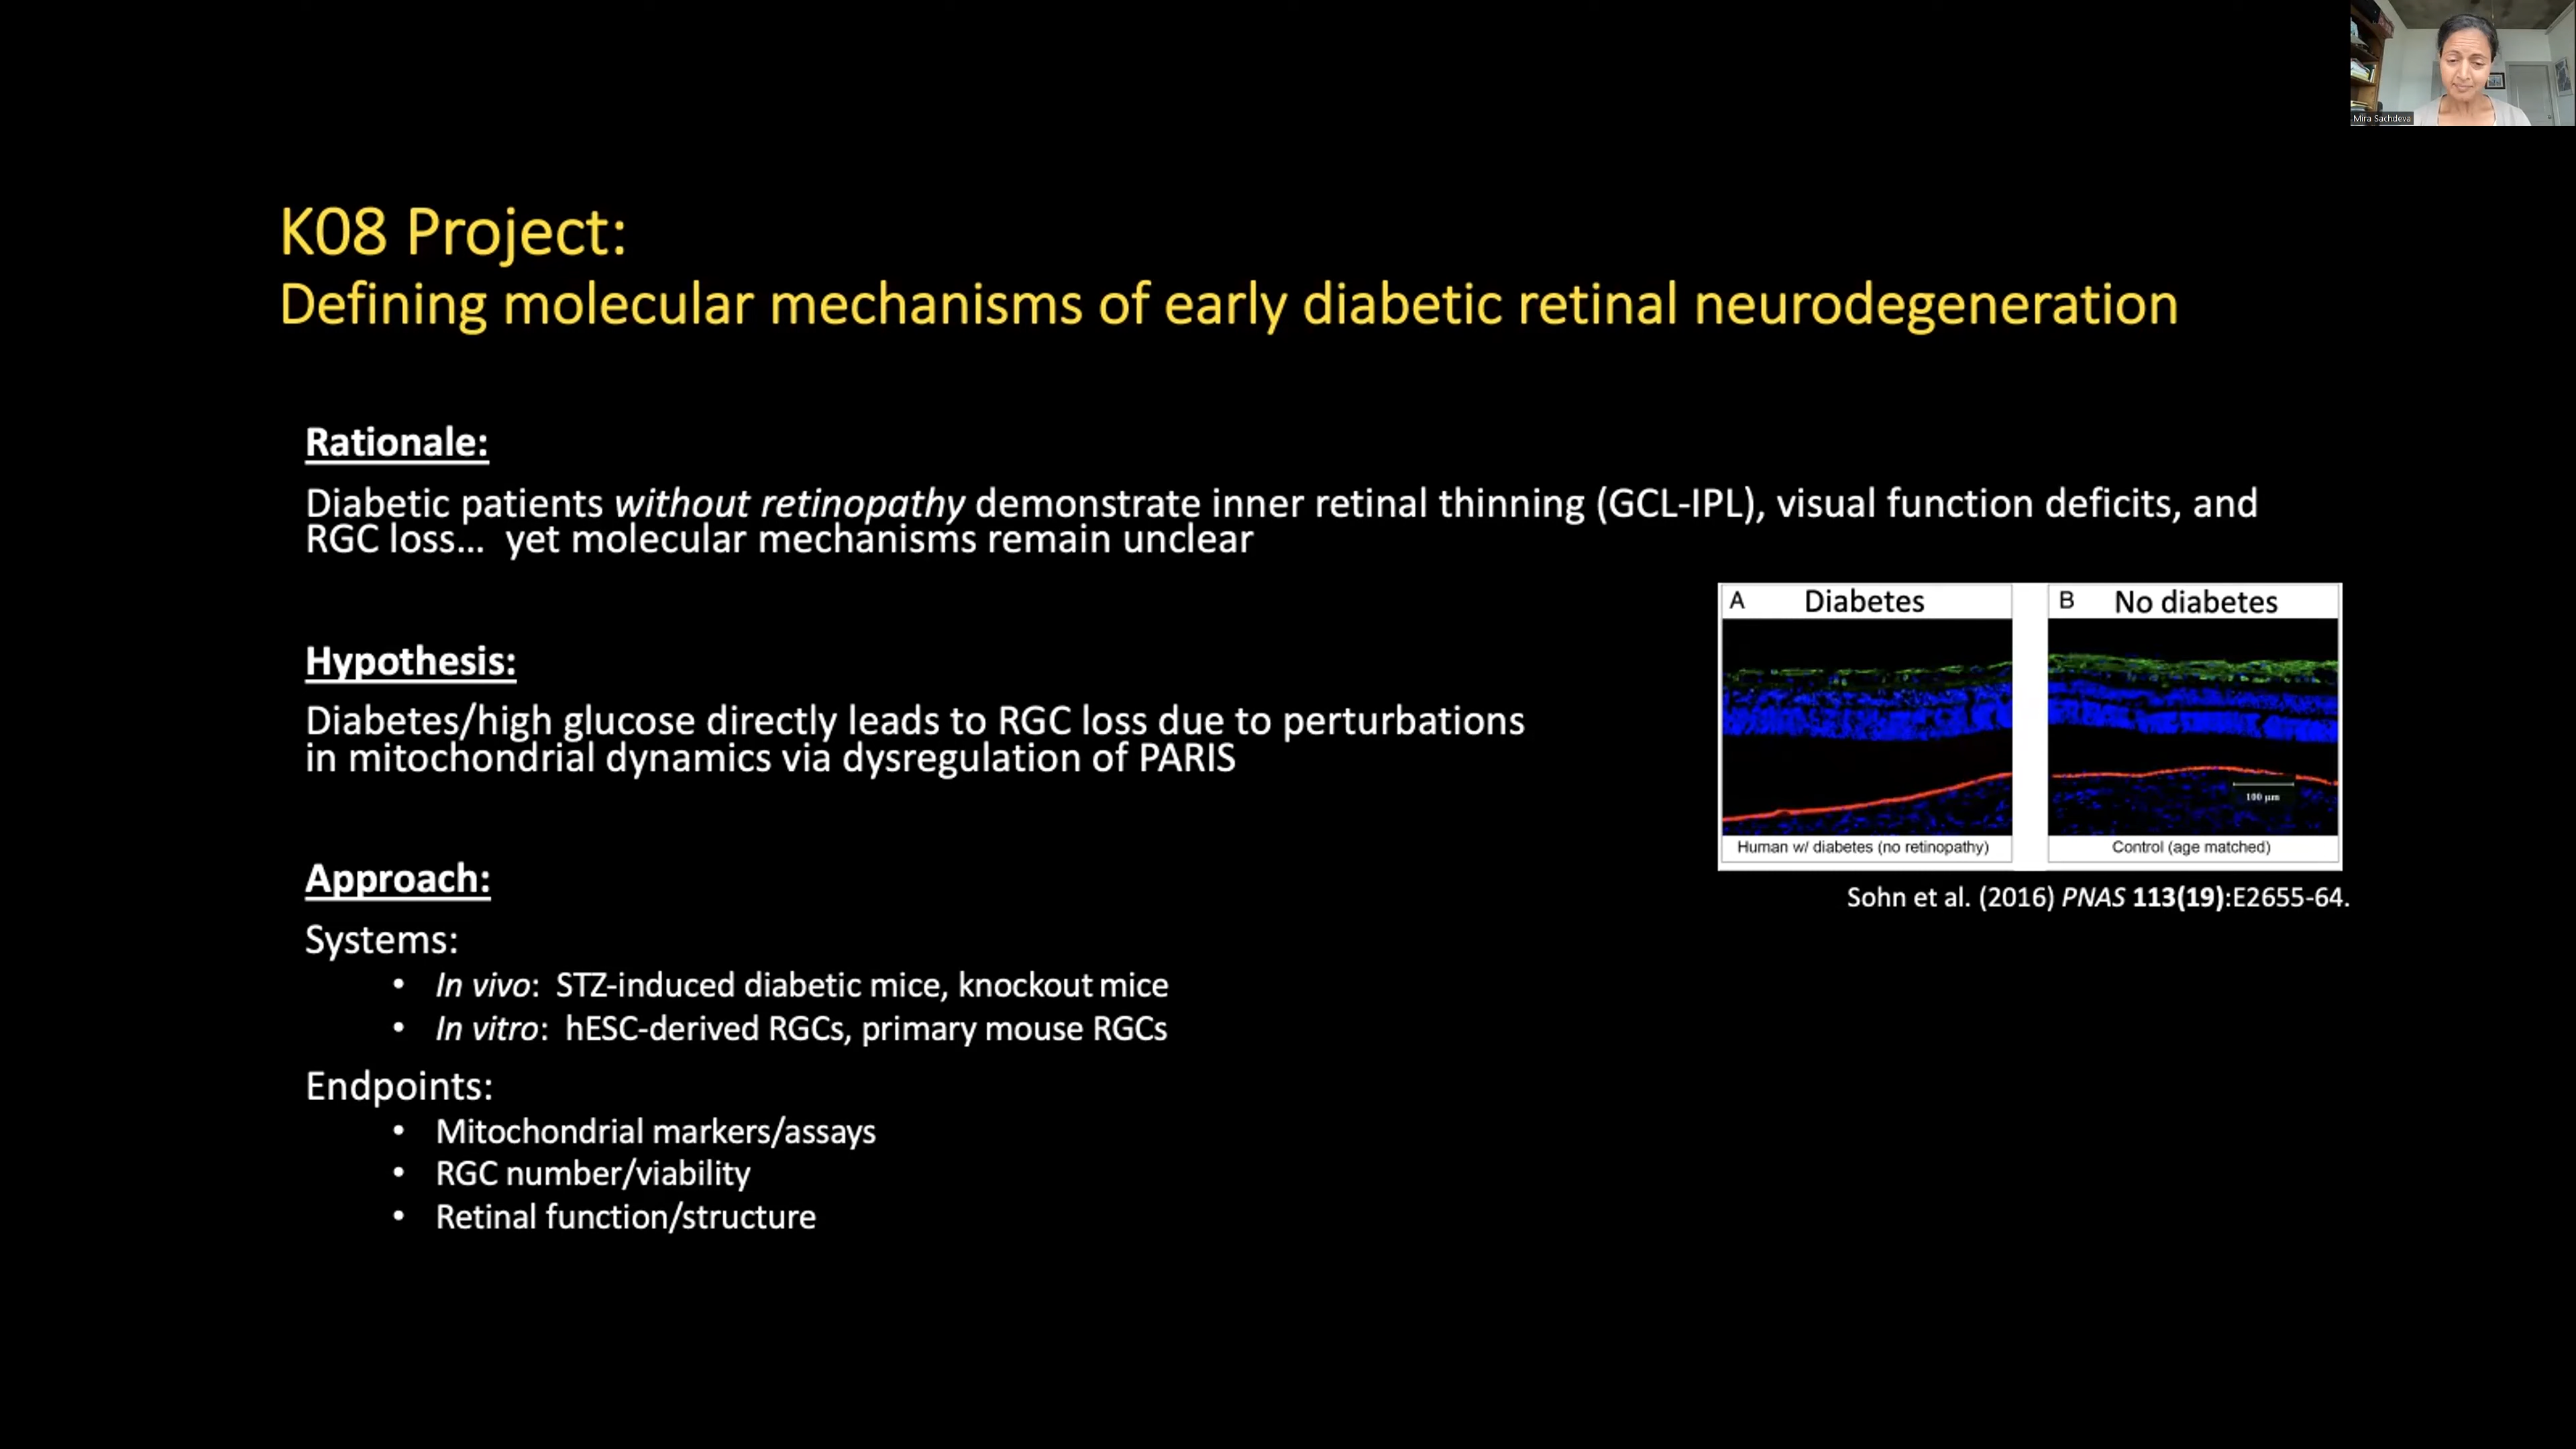 Mira Sachdeva
K08 Project:
Defining molecular mechanisms of early diabetic retinal neurodegeneration
Rationale:
Diabetic patients without retinopathy demonstrate inner retinal thinning (GCL-IPL), visual function deficits, and
RGC loss… yet molecular mechanisms remain unclear
Hypothesis:
Diabetes/high glucose directly leads to RGC loss due to perturbations
in mitochondrial dynamics via dysregulation of PARIS
A Diabetes
B No diabetes
100 µm
Human w/ diabetes (no retinopathy)
Control (age matched)
Sohn et al. (2016) PNAS 113(19):E2655-64.
Approach:
Systems:
• In vivo: STZ-induced diabetic mice, knockout mice
• In vitro: hESC-derived RGCs, primary mouse RGCs
Endpoints:
• Mitochondrial markers/assays
• RGC number/viability
• Retinal function/structure